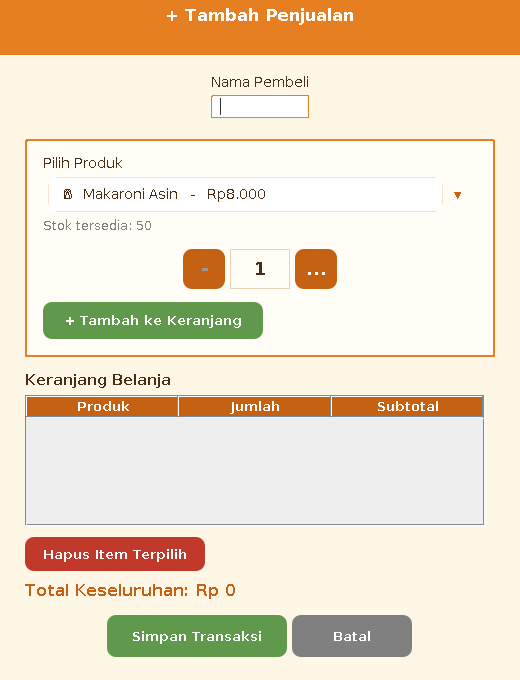 + Tambah Penjualan
Nama Pembeli
Pilih Produk
Makaroni Asin - Rp8.000
Stok tersedia: 50
- 1 ...
+ Tambah ke Keranjang
Keranjang Belanja
Produk Jumlah Subtotal
Hapus Item Terpilih
Total Keseluruhan: Rp 0
Simpan Transaksi Batal